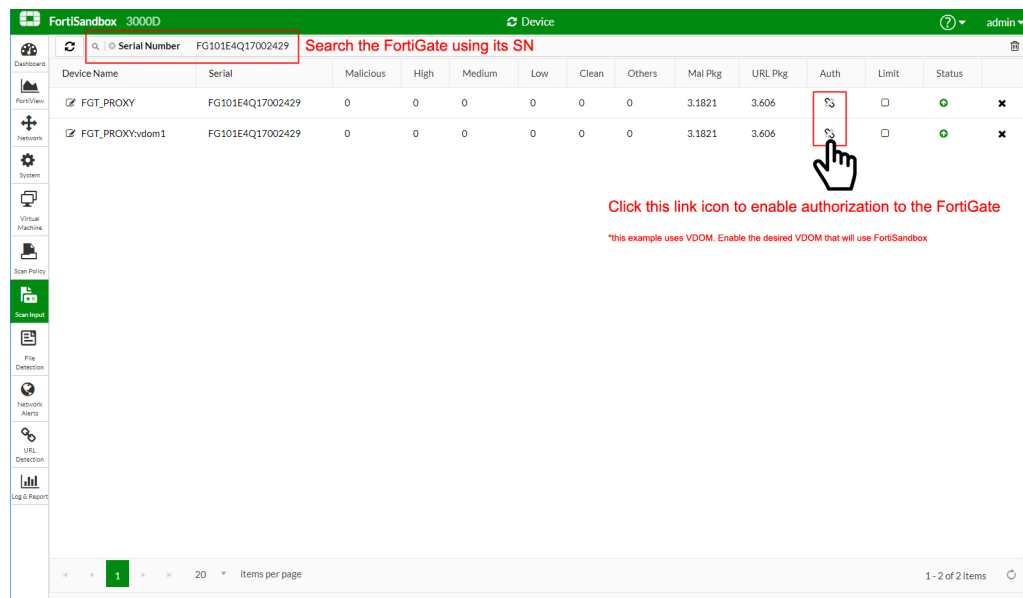 FortiSandbox 3000D
Device
admin
Serial Number FG101E4Q17002429
Search the FortiGate using its SN
Dashboard
FortiView
Network
System
Virtual
Machine
Scan Policy
Scan Input
File
Detection
Network
Alerts
URL
Detection
Log & Report
Device Name Serial Malicious High Medium Low Clean Others Mal Pkg URL Pkg Auth Limit Status
FGT_PROXY FG101E4Q17002429 0 0 0 0 0 0 3.1821 3.606
FGT_PROXY:vdom1 FG101E4Q17002429 0 0 0 0 0 0 3.1821 3.606
Click this link icon to enable authorization to the FortiGate
*this example uses VDOM. Enable the desired VDOM that will use FortiSandbox
1 20 Items per page 1 - 2 of 2 items